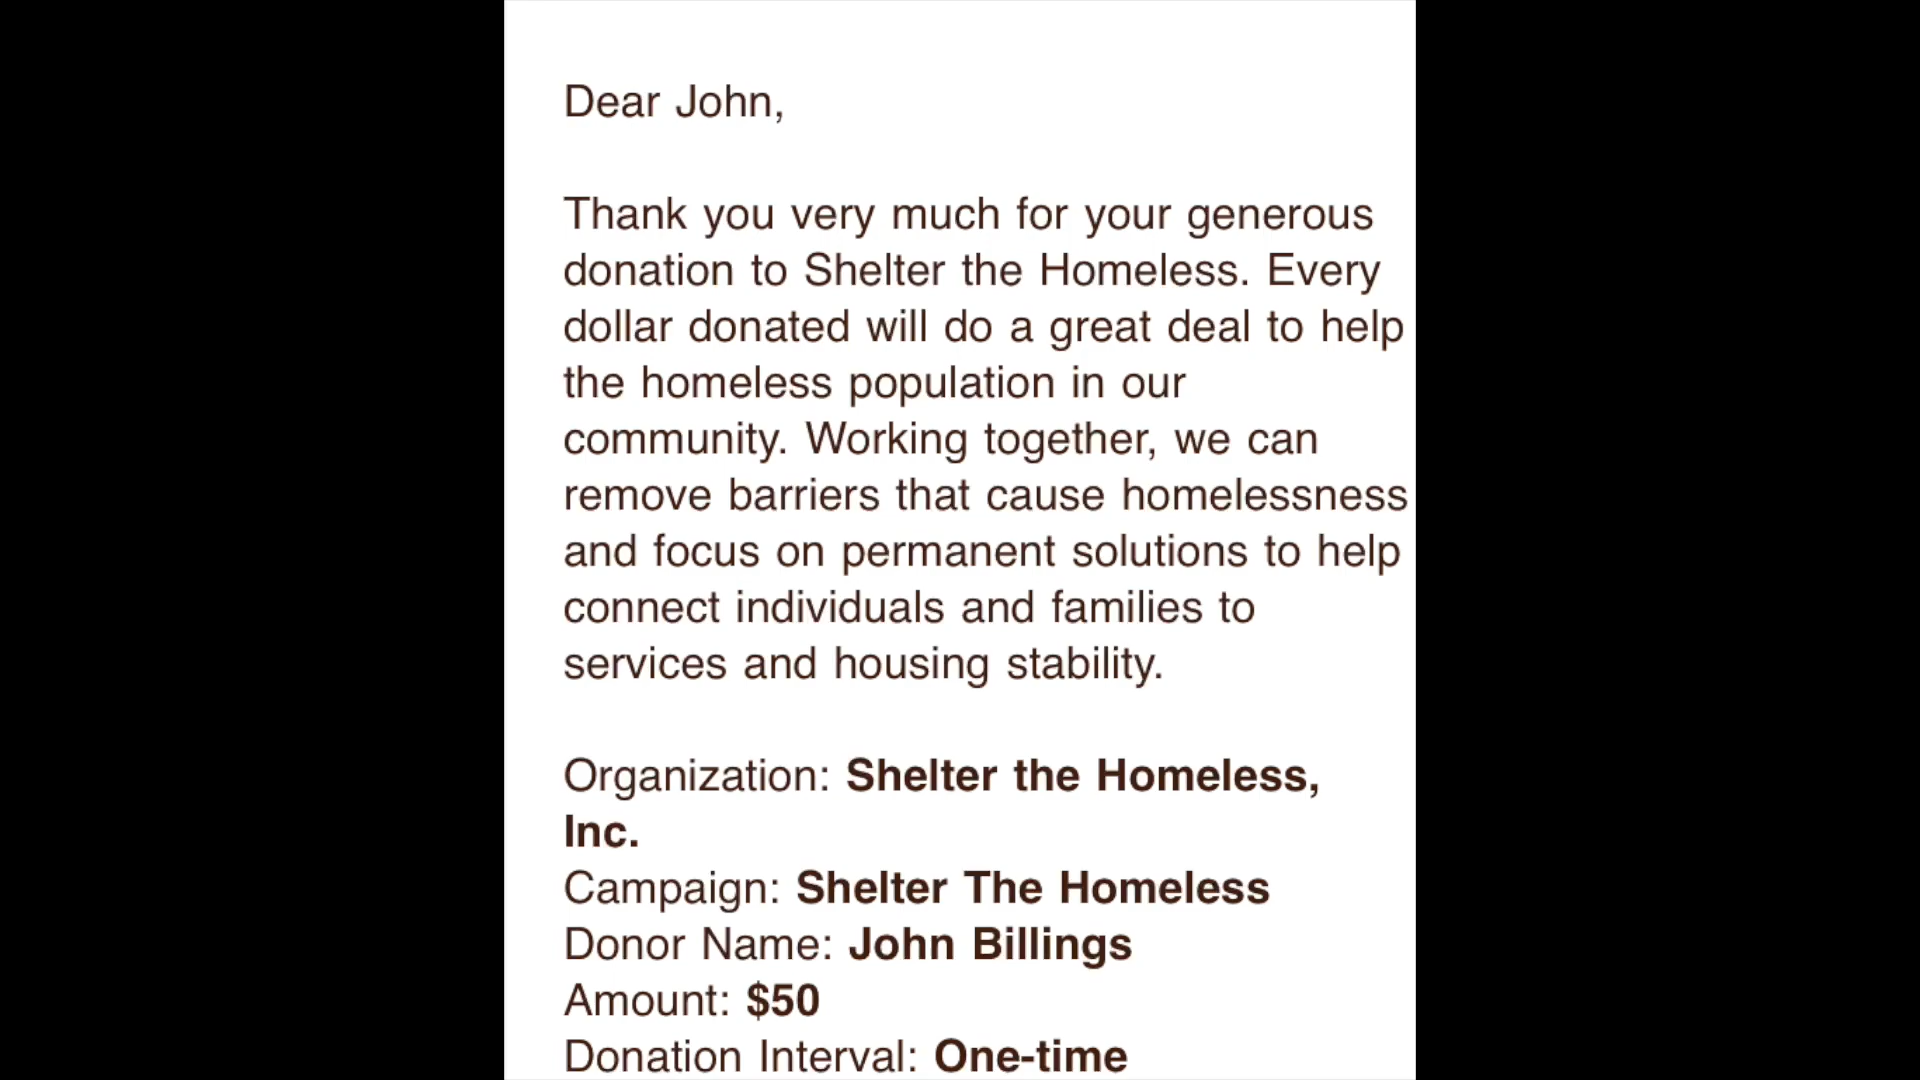 Dear John,
Thank you very much for your generous
donation to Shelter the Homeless. Every
dollar donated will do a great deal to help
the homeless population in our
community. Working together, we can
remove barriers that cause homelessness
and focus on permanent solutions to help
connect individuals and families to
services and housing stability.
Organization: Shelter the Homeless,
Inc.
Campaign: Shelter The Homeless
Donor Name: John Billings
Amount: $50
Donation Interval: One-time